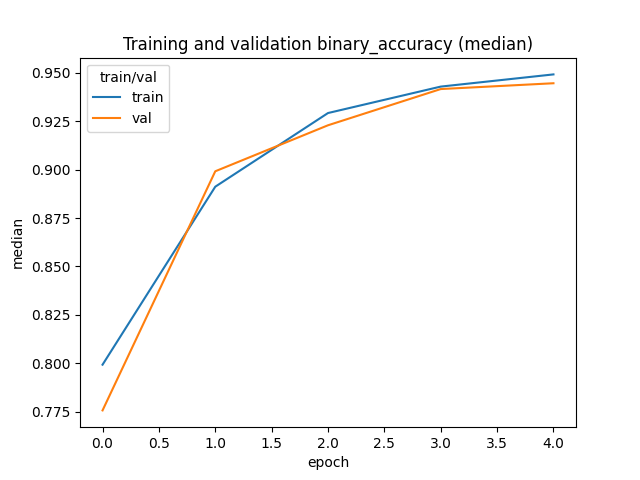 Training and validation binary_accuracy (median)
train/val
train
val
median
0.950
0.925
0.900
0.875
0.850
0.825
0.800
0.775
0.0 0.5 1.0 1.5 2.0 2.5 3.0 3.5 4.0
epoch